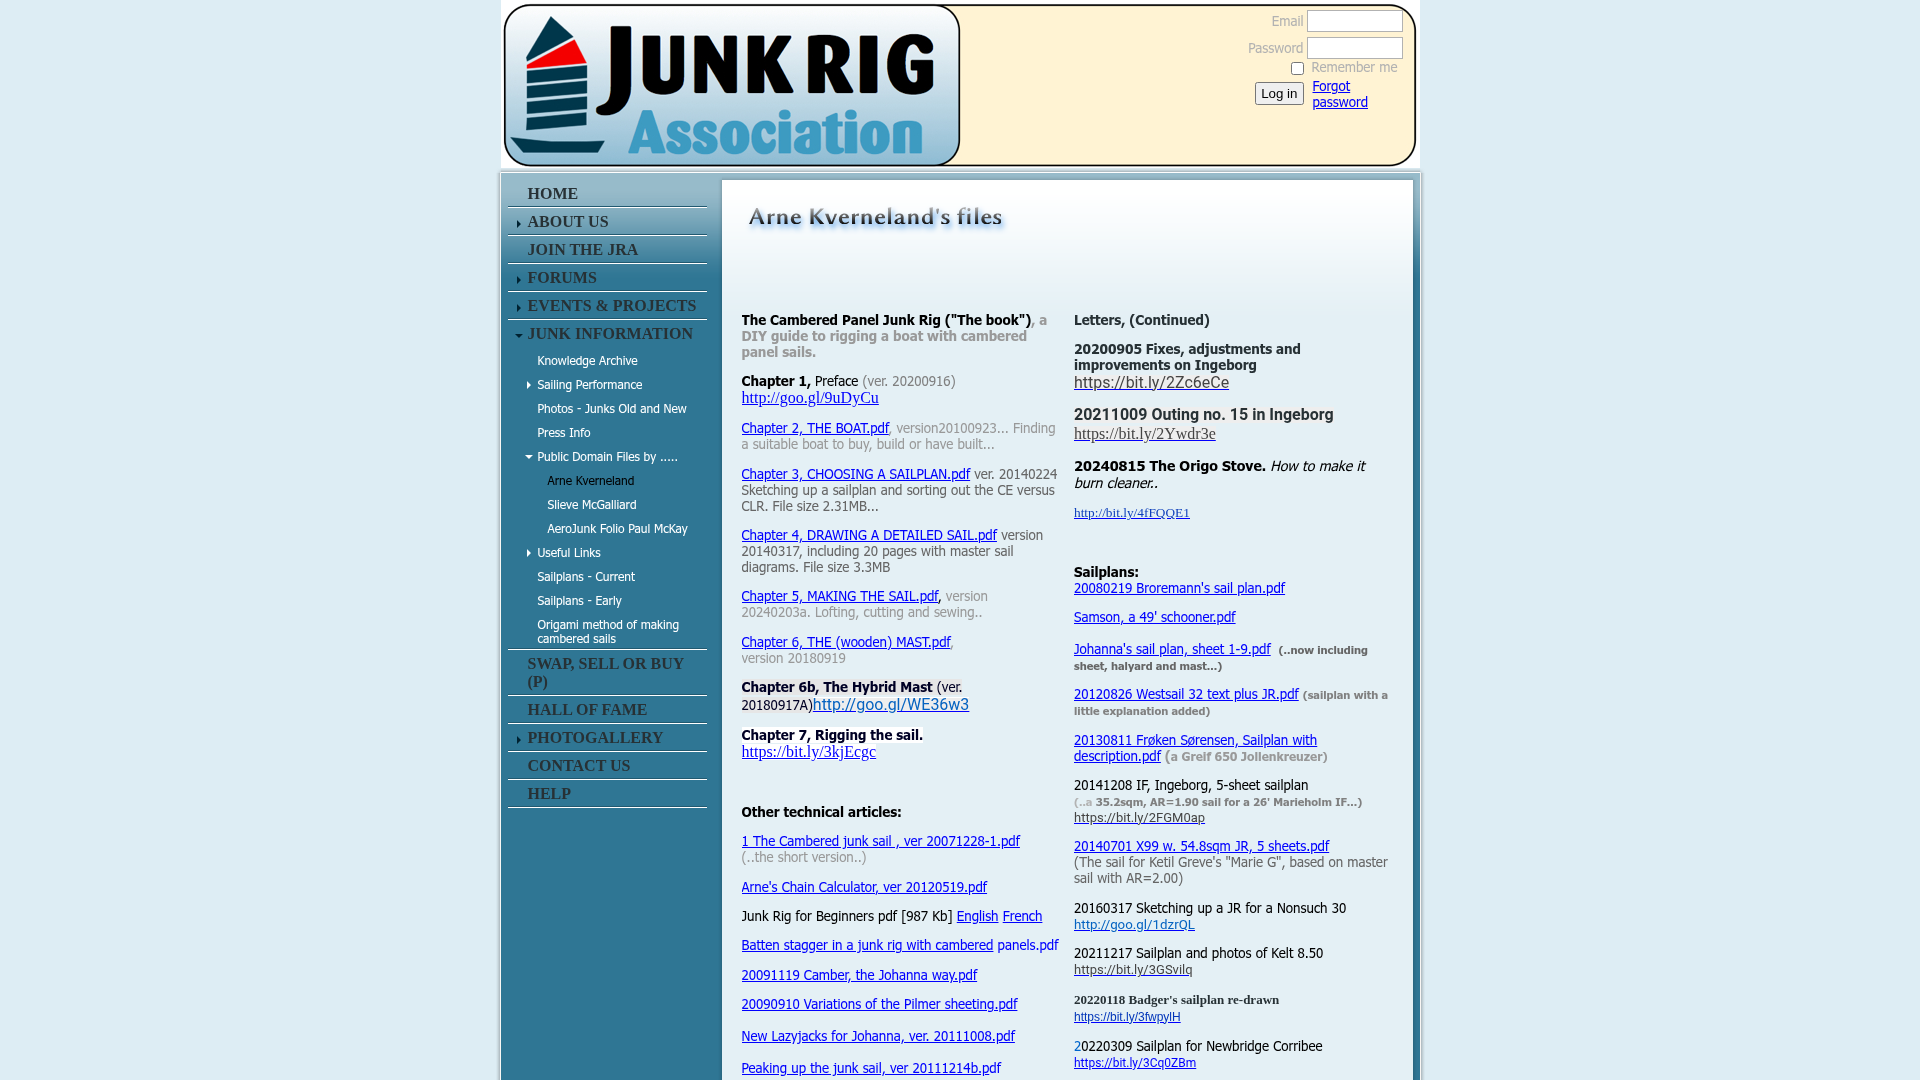 JUNK RIG
Association
Email
Password
Remember me
Log in
Forgot
password
HOME
ABOUT US
JOIN THE JRA
FORUMS
EVENTS & PROJECTS
JUNK INFORMATION
Knowledge Archive
Sailing Performance
Photos - Junks Old and New
Press Info
Public Domain Files by .....
Arne Kverneland
Slieve McGalliard
AeroJunk Folio Paul McKay
Useful Links
Sailplans - Current
Sailplans - Early
Origami method of making
cambered sails
SWAP, SELL OR BUY
(P)
HALL OF FAME
PHOTOGALLERY
CONTACT US
HELP
Arne Kverneland's files
The Cambered Panel Junk Rig ("The book"), a
DIY guide to rigging a boat with cambered
panel sails.
Chapter 1, Preface (ver. 20200916)
http://goo.gl/9uDyCu
Chapter 2, THE BOAT.pdf, version20100923... Finding
a suitable boat to buy, build or have built...
Chapter 3, CHOOSING A SAILPLAN.pdf ver. 20140224
Sketching up a sailplan and sorting out the CE versus
CLR. File size 2.31MB...
Chapter 4, DRAWING A DETAILED SAIL.pdf version
20140317, including 20 pages with master sail
diagrams. File size 3.3MB
Chapter 5, MAKING THE SAIL.pdf, version
20240203a. Lofting, cutting and sewing..
Chapter 6, THE (wooden) MAST.pdf,
version 20180919
Chapter 6b, The Hybrid Mast (ver.
20180917A)http://goo.gl/WE36w3
Chapter 7, Rigging the sail.
https://bit.ly/3kjEcgc
Other technical articles:
1 The Cambered junk sail , ver 20071228-1.pdf
(..the short version..)
Arne's Chain Calculator, ver 20120519.pdf
Junk Rig for Beginners pdf [987 Kb] English French
Batten stagger in a junk rig with cambered panels.pdf
20091119 Camber, the Johanna way.pdf
20090910 Variations of the Pilmer sheeting.pdf
New Lazyjacks for Johanna, ver. 20111008.pdf
Peaking up the junk sail, ver 20111214b.pdf
Letters, (Continued)
20200905 Fixes, adjustments and
improvements on Ingeborg
https://bit.ly/2Zc6eCe
20211009 Outing no. 15 in Ingeborg
https://bit.ly/2Ywdr3e
20240815 The Origo Stove. How to make it
burn cleaner..
http://bit.ly/4fFQQE1
Sailplans:
20080219 Broremann's sail plan.pdf
Samson, a 49' schooner.pdf
Johanna's sail plan, sheet 1-9.pdf (..now including
sheet, halyard and mast...)
20120826 Westsail 32 text plus JR.pdf (sailplan with a
little explanation added)
20130811 Frøken Sørensen, Sailplan with
description.pdf (a Greif 650 Jollenkreuzer)
20141208 IF, Ingeborg, 5-sheet sailplan
(..a 35.2sqm, AR=1.90 sail for a 26' Marieholm IF...)
https://bit.ly/2FGM0ap
20140701 X99 w. 54.8sqm JR, 5 sheets.pdf
(The sail for Ketil Greve's "Marie G", based on master
sail with AR=2.00)
20160317 Sketching up a JR for a Nonsuch 30
http://goo.gl/1dzrQL
20211217 Sailplan and photos of Kelt 8.50
https://bit.ly/3GSvilq
20220118 Badger's sailplan re-drawn
https://bit.ly/3fwpylH
20220309 Sailplan for Newbridge Corribee
https://bit.ly/3Cq0ZBm